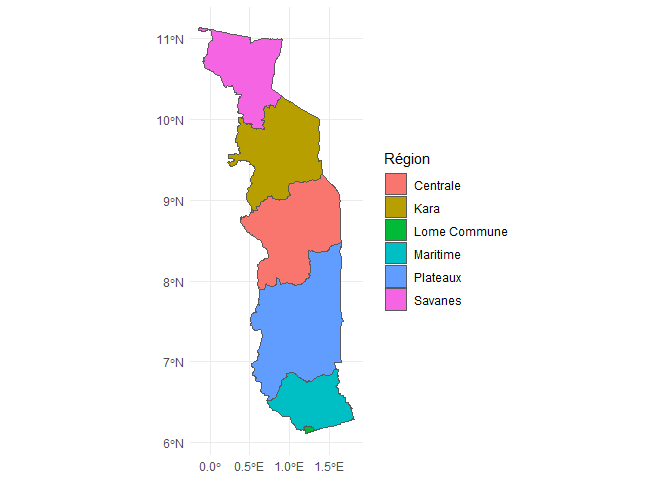 11°N
10°N
9°N
8°N
7°N
6°N
0.0°
0.5°E
1.0°E
1.5°E
Région
Centrale
Kara
Lome Commune
Maritime
Plateaux
Savanes